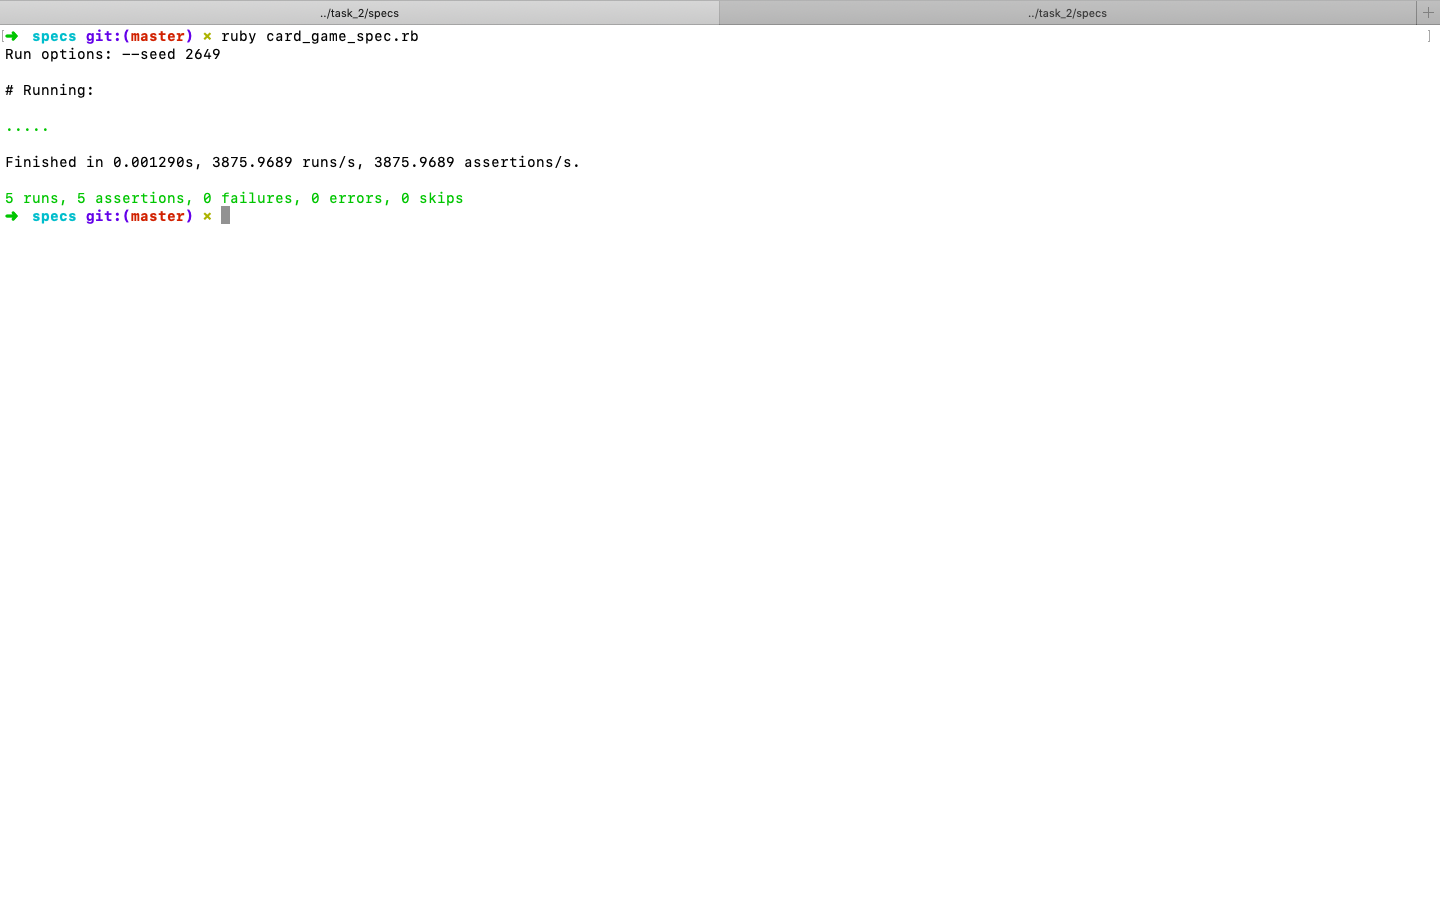 ../task_2/specs
../task_2/specs
➜ specs git:(master) × ruby card_game_spec.rb
Run options: --seed 2649
# Running:
.....
Finished in 0.001290s, 3875.9689 runs/s, 3875.9689 assertions/s.
5 runs, 5 assertions, 0 failures, 0 errors, 0 skips
➜ specs git:(master) ×